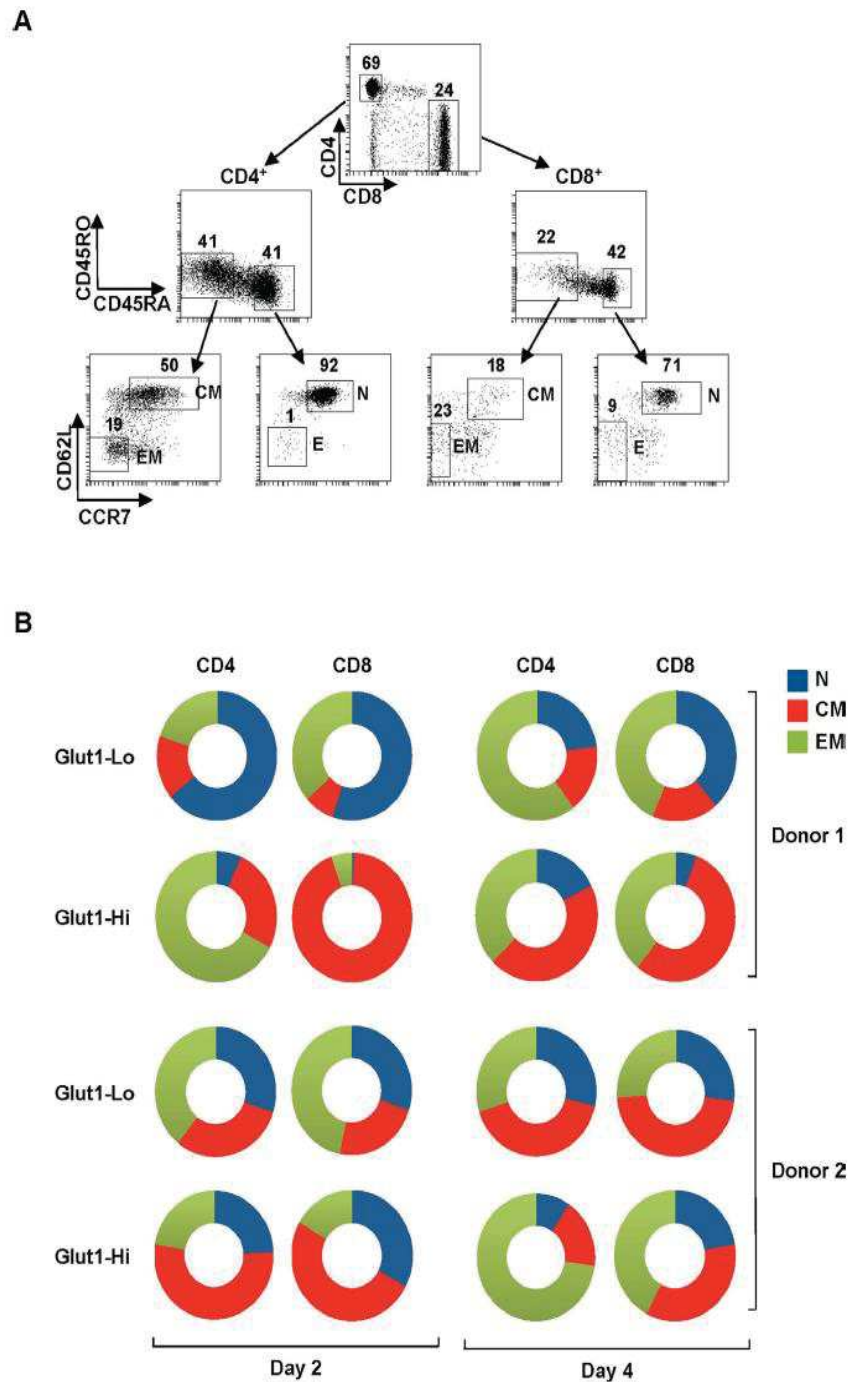 A
69
24
CD4
CD8
CD4+
CD8+
CD45RO
CD45RA
41
41
22
42
50
CM
19
EM
92
N
1
E
18
CM
23
EM
71
N
9
E
CD62L
CCR7
B
CD4
CD8
CD4
CD8
N
CM
EM
Glut1-Lo
Glut1-Hi
Donor 1
Glut1-Lo
Glut1-Hi
Donor 2
Day 2
Day 4